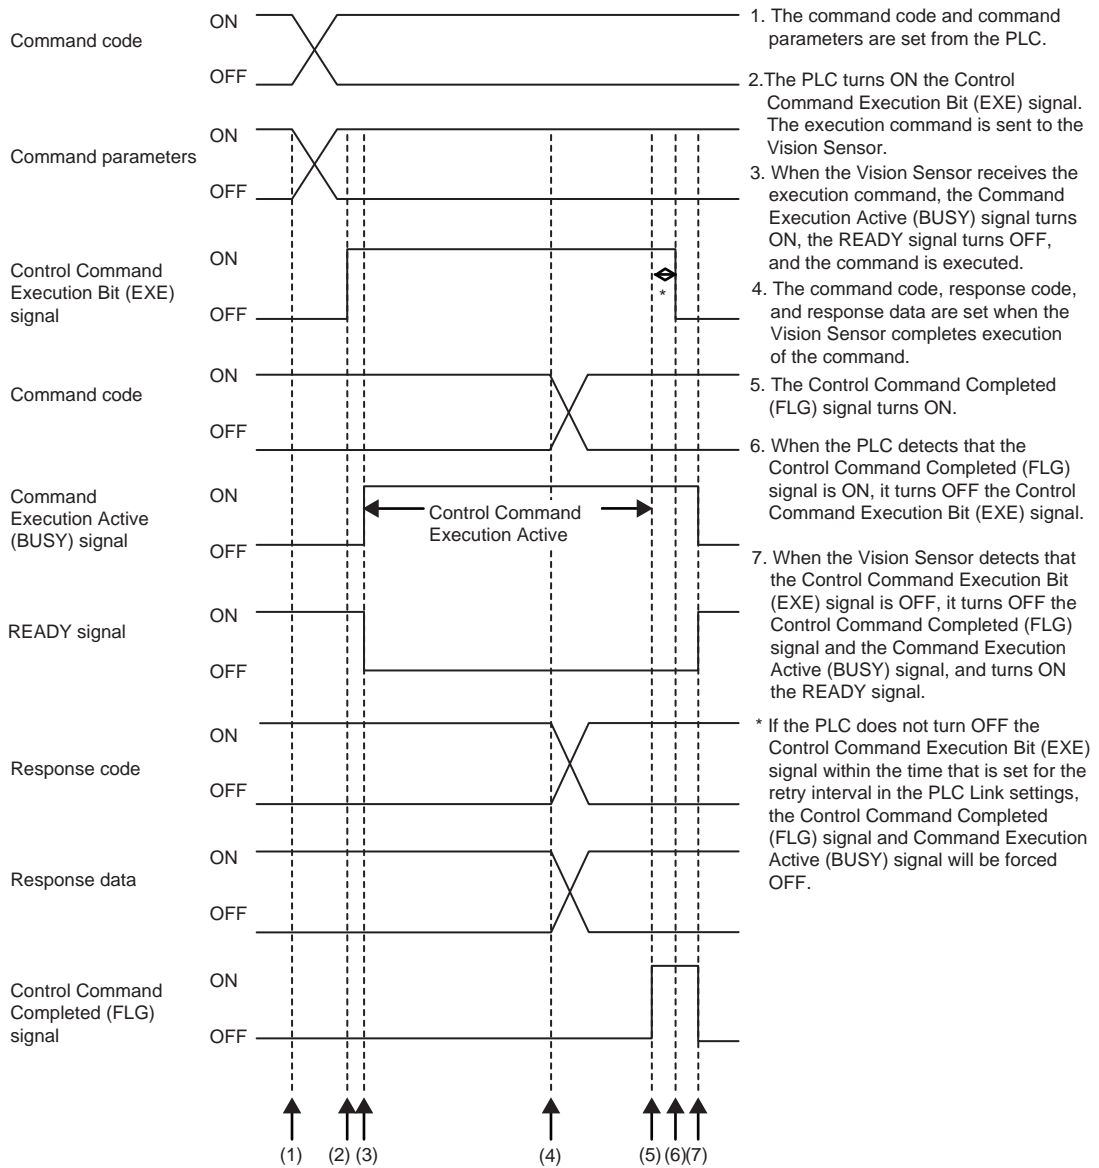 Command code
ON
OFF
Command parameters
ON
OFF
Control Command
Execution Bit (EXE)
signal
ON
OFF
*
Command code
ON
OFF
Command
Execution Active
(BUSY) signal
ON
OFF
Control Command
Execution Active
READY signal
ON
OFF
Response code
ON
OFF
Response data
ON
OFF
Control Command
Completed (FLG)
signal
ON
OFF
(1)
(2)
(3)
(4)
(5)
(6)
(7)
1. The command code and command
parameters are set from the PLC.
2.The PLC turns ON the Control
Command Execution Bit (EXE) signal.
The execution command is sent to the
Vision Sensor.
3. When the Vision Sensor receives the
execution command, the Command
Execution Active (BUSY) signal turns
ON, the READY signal turns OFF,
and the command is executed.
4. The command code, response code,
and response data are set when the
Vision Sensor completes execution
of the command.
5. The Control Command Completed
(FLG) signal turns ON.
6. When the PLC detects that the
Control Command Completed (FLG)
signal is ON, it turns OFF the Control
Command Execution Bit (EXE) signal.
7. When the Vision Sensor detects that
the Control Command Execution Bit
(EXE) signal is OFF, it turns OFF the
Control Command Completed (FLG)
signal and the Command Execution
Active (BUSY) signal, and turns ON
the READY signal.
* If the PLC does not turn OFF the
Control Command Execution Bit (EXE)
signal within the time that is set for the
retry interval in the PLC Link settings,
the Control Command Completed
(FLG) signal and Command Execution
Active (BUSY) signal will be forced
OFF.